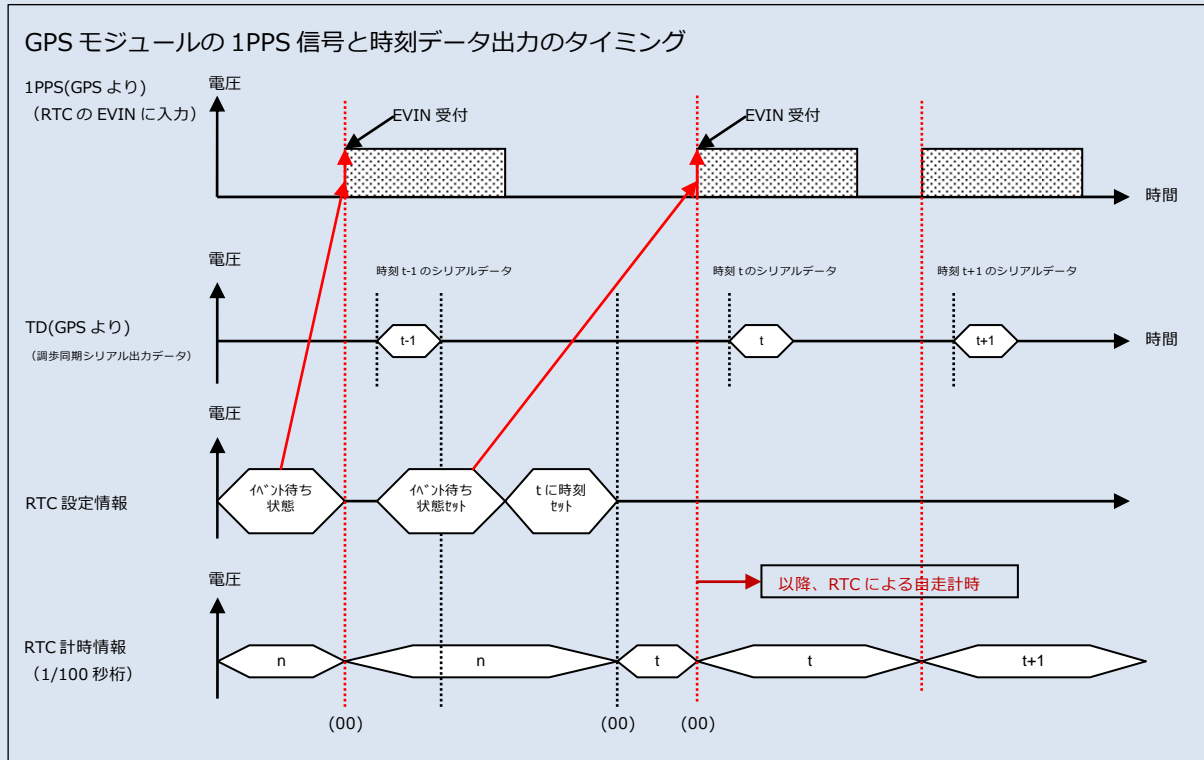 GPS モジュールの 1PPS 信号と時刻データ出力のタイミング
1PPS(GPS より)
(RTC の EVIN に入力)
電圧
EVIN 受付
EVIN 受付
時間
電圧
時刻 t-1 のシリアルデータ
時刻 t のシリアルデータ
時刻 t+1 のシリアルデータ
TD(GPS より)
(調歩同期シリアル出力データ)
t-1
t
t+1
時間
電圧
RTC 設定情報
ｲﾍﾞﾝﾄ待ち
状態
ｲﾍﾞﾝﾄ待ち
状態ｾｯﾄ
t に時刻
ｾｯﾄ
電圧
以降、RTC による自走計時
RTC 計時情報
(1/100 秒桁)
n
n
t
t
t+1
(00)
(00)
(00)